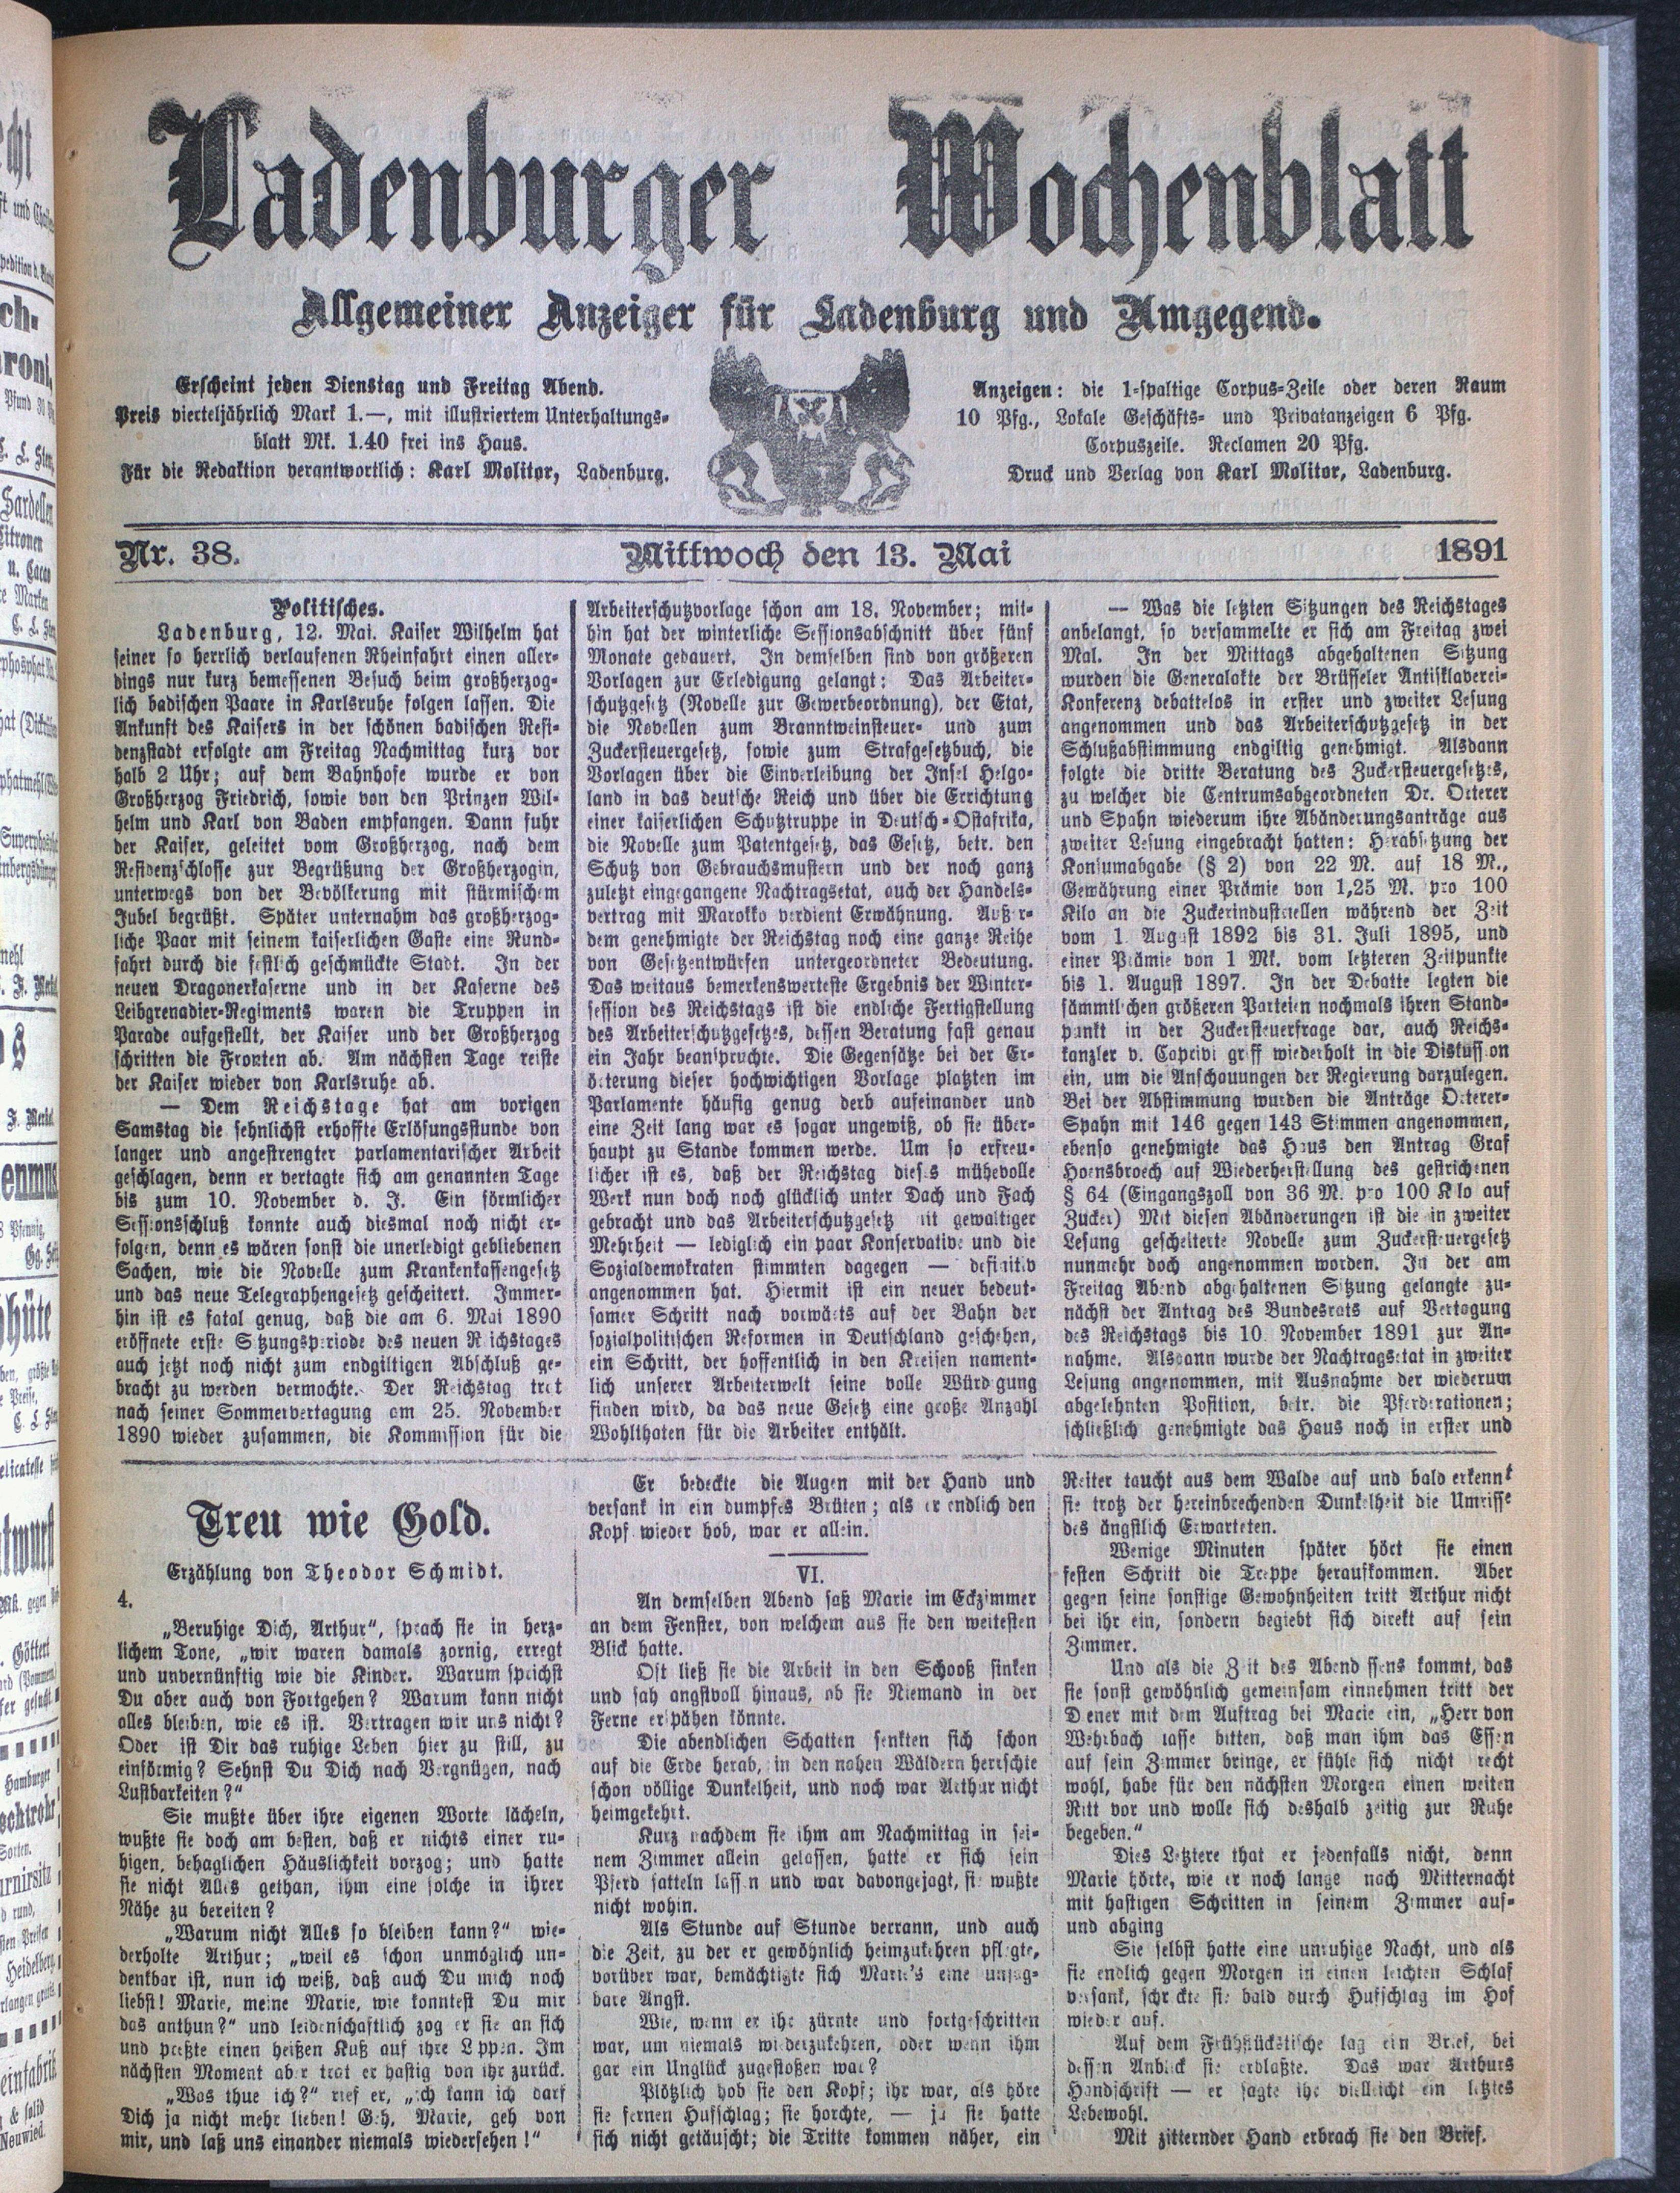 Ladenburger Wochenblatt
Allgemeiner Anzeiger für Ladenburg und Umgegend.
Erscheint jeden Dienstag und Freitag Abend.
Preis vierteljährlich Mark 1.—, mit illustriertem Unterhaltungs-
blatt Mk. 1.40 frei ins Haus.
Für die Redaktion verantwortlich: Karl Molitor, Ladenburg.
Anzeigen: die 1-spaltige Corpus-Zeile oder deren Raum
10 Pfg., Lokale Geschäfts- und Privatanzeigen 6 Pfg.
Corpuszeile. Reclamen 20 Pfg.
Druck und Verlag von Karl Molitor, Ladenburg.
Nr. 38. Mittwoch den 13. Mai 1891
Politisches.
Ladenburg, 12. Mai. Kaiser Wilhelm hat
seiner so herrlich verlaufenen Rheinfahrt einen aller-
dings nur kurz bemessenen Besuch beim großherzog-
lich badischen Paare in Karlsruhe folgen lassen. Die
Ankunft des Kaisers in der schönen badischen Resi-
denzstadt erfolgte am Freitag Nachmittag kurz vor
halb 2 Uhr; auf dem Bahnhofe wurde er von
Großherzog Friedrich, sowie von den Prinzen Wil-
helm und Karl von Baden empfangen. Dann fuhr
der Kaiser, geleitet vom Großherzog, nach dem
Residenzschlosse zur Begrüßung der Großherzogin,
unterwegs von der Bevölkerung mit stürmischem
Jubel begrüßt. Später unternahm das großherzog-
liche Paar mit seinem kaiserlichen Gaste eine Rund-
fahrt durch die festlich geschmückte Stadt. In der
neuen Dragonerkaserne und in der Kaserne des
Leibgrenadier-Regiments waren die Truppen in
Parade aufgestellt, der Kaiser und der Großherzog
schritten die Fronten ab. Am nächsten Tage reiste
der Kaiser wieder von Karlsruhe ab.
— Dem Reichstage hat am vorigen
Samstag die sehnlichst erhoffte Erlösungsstunde von
langer und angestrengter parlamentarischer Arbeit
geschlagen, denn er vertagte sich am genannten Tage
bis zum 10. November d. J. Ein förmlicher
Sessionsschluß konnte auch diesmal noch nicht er-
folgen, denn es wären sonst die unerledigt gebliebenen
Sachen, wie die Novelle zum Krankenkassengesetz
und das neue Telegraphengesetz gescheitert. Immer-
hin ist es fatal genug, daß die am 6. Mai 1890
eröffnete erste Sitzungsperiode des neuen Reichstages
auch jetzt noch nicht zum endgiltigen Abschluß ge-
bracht zu werden vermochte. Der Reichstag trat
nach seiner Sommervertagung am 25. November
1890 wieder zusammen, die Kommission für die
Arbeiterschutzvorlage schon am 18. November; mit-
hin hat der winterliche Sessionsabschnitt über fünf
Monate gedauert. In demselben sind von größeren
Vorlagen zur Erledigung gelangt: Das Arbeiter-
schutzgesetz (Novelle zur Gewerbeordnung), der Etat,
die Novellen zum Branntweinsteuer- und zum
Zuckersteuergesetz, sowie zum Strafgesetzbuch, die
Vorlagen über die Einverleibung der Insel Helgo-
land in das deutsche Reich und über die Errichtung
einer kaiserlichen Schutztruppe in Deutsch-Ostafrika,
die Novelle zum Patentgesetz, das Gesetz, betr. den
Schutz von Gebrauchsmustern und der noch ganz
zuletzt eingegangene Nachtragsetat, auch der Handels-
vertrag mit Marokko verdient Erwähnung. Außer-
dem genehmigte der Reichstag noch eine ganze Reihe
von Gesetzentwürfen untergeordneter Bedeutung.
Das weitaus bemerkenswerteste Ergebnis der Winter-
session des Reichstags ist die endliche Fertigstellung
des Arbeiterschutzgesetzes, dessen Beratung fast genau
ein Jahr beanspruchte. Die Gegensätze bei der Er-
örterung dieser hochwichtigen Vorlage platzten im
Parlamente häufig genug derb aufeinander und
eine Zeit lang war es sogar ungewiß, ob sie über-
haupt zu Stande kommen werde. Um so erfreu-
licher ist es, daß der Reichstag dieses mühevolle
Werk nun doch noch glücklich unter Dach und Fach
gebracht und das Arbeiterschutzgesetz mit gewaltiger
Mehrheit — lediglich ein paar Konservative und die
Sozialdemokraten stimmten dagegen — definitiv
angenommen hat. Hiermit ist ein neuer bedeut-
samer Schritt nach vorwärts auf der Bahn der
sozialpolitischen Reformen in Deutschland geschehen,
ein Schritt, der hoffentlich in den Kreisen nament-
lich unserer Arbeiterwelt seine volle Würdigung
finden wird, da das neue Gesetz eine große Anzahl
Wohlthaten für die Arbeiter enthält.
— Was die letzten Sitzungen des Reichstages
anbelangt, so versammelte er sich am Freitag zwei
Mal. In der Mittags abgehaltenen Sitzung
wurden die Generalakte der Brüsseler Antisklaverei-
Konferenz debattelos in erster und zweiter Lesung
angenommen und das Arbeiterschutzgesetz in der
Schlußabstimmung endgiltig genehmigt. Alsdann
folgte die dritte Beratung des Zuckersteuergesetzes,
zu welcher die Centrumsabgeordneten Dr. Orterer
und Spahn wiederum ihre Abänderungsanträge aus
zweiter Lesung eingebracht hatten: Herabsetzung der
Konsumabgabe (§ 2) von 22 M. auf 18 M.,
Gewährung einer Prämie von 1,25 M. pro 100
Kilo an die Zuckerindustriellen während der Zeit
vom 1. August 1892 bis 31. Juli 1895, und
einer Prämie von 1 Mk. vom letzteren Zeitpunkte
bis 1. August 1897. In der Debatte legten die
sämmtlichen größeren Parteien nochmals ihren Stand-
punkt in der Zuckersteuerfrage dar, auch Reichs-
kanzler v. Caprivi griff wiederholt in die Diskussion
ein, um die Anschauungen der Regierung darzulegen.
Bei der Abstimmung wurden die Anträge Orterer-
Spahn mit 146 gegen 143 Stimmen angenommen,
ebenso genehmigte das Haus den Antrag Graf
Hoensbroech auf Wiederherstellung des gestrichenen
§ 64 (Eingangszoll von 36 M. pro 100 Kilo auf
Zucker) Mit diesen Abänderungen ist die in zweiter
Lesung gescheiterte Novelle zum Zuckersteuergesetz
nunmehr doch angenommen worden. In der am
Freitag Abend abgehaltenen Sitzung gelangte zu-
nächst der Antrag des Bundesrats auf Vertagung
des Reichstags bis 10. November 1891 zur An-
nahme. Alsdann wurde der Nachtragsetat in zweiter
Lesung angenommen, mit Ausnahme der wiederum
abgelehnten Position, betr. die Pferderationen;
schließlich genehmigte das Haus noch in erster und
Treu wie Gold.
Erzählung von Theodor Schmidt.
4.
„Beruhige Dich, Arthur“, sprach sie in herz-
lichem Tone, „wir waren damals zornig, erregt
und unvernünftig wie die Kinder. Warum sprichst
Du aber auch von Fortgehen? Warum kann nicht
alles bleiben, wie es ist. Vertragen wir uns nicht?
Oder ist Dir das ruhige Leben hier zu still, zu
einförmig? Sehnst Du Dich nach Vergnügen, nach
Lustbarkeiten?“
Sie mußte über ihre eigenen Worte lächeln,
wußte sie doch am besten, daß er nichts einer ru-
higen, behaglichen Häuslichkeit vorzog; und hatte
sie nicht Alles gethan, ihm eine solche in ihrer
Nähe zu bereiten?
„Warum nicht Alles so bleiben kann?“ wie-
derholte Arthur; „weil es schon unmöglich un-
denkbar ist, nun ich weiß, daß auch Du mich noch
liebst! Marie, meine Marie, wie konntest Du mir
das anthun?“ und leidenschaftlich zog er sie an sich
und preßte einen heißen Kuß auf ihre Lippen. Im
nächsten Moment aber trat er hastig von ihr zurück.
„Was thue ich?“ rief er, „ich kann ich darf
Dich ja nicht mehr lieben! Geh, Marie, geh von
mir, und laß uns einander niemals wiedersehen!“
Er bedeckte die Augen mit der Hand und
versank in ein dumpfes Brüten; als er endlich den
Kopf wieder hob, war er allein.
VI.
An demselben Abend saß Marie im Eckzimmer
an dem Fenster, von welchem aus sie den weitesten
Blick hatte.
Oft ließ sie die Arbeit in den Schooß sinken
und sah angstvoll hinaus, ob sie Niemand in der
Ferne erspähen könnte.
Die abendlichen Schatten senkten sich schon
auf die Erde herab, in den nahen Wäldern herrschte
schon völlige Dunkelheit, und noch war Arthur nicht
heimgekehrt.
Kurz nachdem sie ihm am Nachmittag in sei-
nem Zimmer allein gelassen, hatte er sich sein
Pferd satteln lassen und war davongejagt, sie wußte
nicht wohin.
Als Stunde auf Stunde verrann, und auch
die Zeit, zu der er gewöhnlich heimzukehren pflegte,
vorüber war, bemächtigte sich Marie's eine unsag-
bare Angst.
Wie, wenn er ihr zürnte und fortgeschritten
war, um niemals wiederzukehren, oder wenn ihm
gar ein Unglück zugestoßen war?
Plötzlich hob sie den Kopf; ihr war, als höre
sie fernen Hufschlag; sie horchte, — ja sie hatte
sich nicht getäuscht; die Tritte kommen näher, ein
Reiter taucht aus dem Walde auf und bald erkennt
sie trotz der hereinbrechenden Dunkelheit die Umrisse
des ängstlich Erwarteten.
Wenige Minuten später hört sie einen
festen Schritt die Treppe heraufkommen. Aber
gegen seine sonstige Gewohnheiten tritt Arthur nicht
bei ihr ein, sondern begiebt sich direkt auf sein
Zimmer.
Und als die Zeit des Abendessens kommt, das
sie sonst gewöhnlich gemeinsam einnehmen tritt der
Diener mit dem Auftrag bei Marie ein, „Herr von
Wehrbach lasse bitten, daß man ihm das Essen
auf sein Zimmer bringe, er fühle sich nicht recht
wohl, habe für den nächsten Morgen einen weiten
Ritt vor und wolle sich deshalb zeitig zur Ruhe
begeben.“
Dies Letztere that er jedenfalls nicht, denn
Marie hörte, wie er noch lange nach Mitternacht
mit hastigen Schritten in seinem Zimmer auf-
und abging
Sie selbst hatte eine unruhige Nacht, und als
sie endlich gegen Morgen in einen leichten Schlaf
versank, schreckte sie bald durch Hufschlag im Hof
wieder auf.
Auf dem Frühstückstische lag ein Brief, bei
dessen Anblick sie erblaßte. Das war Arthurs
Handschrift — er sagte ihr vielleicht ein letztes
Lebewohl.
Mit zitternder Hand erbrach sie den Brief.